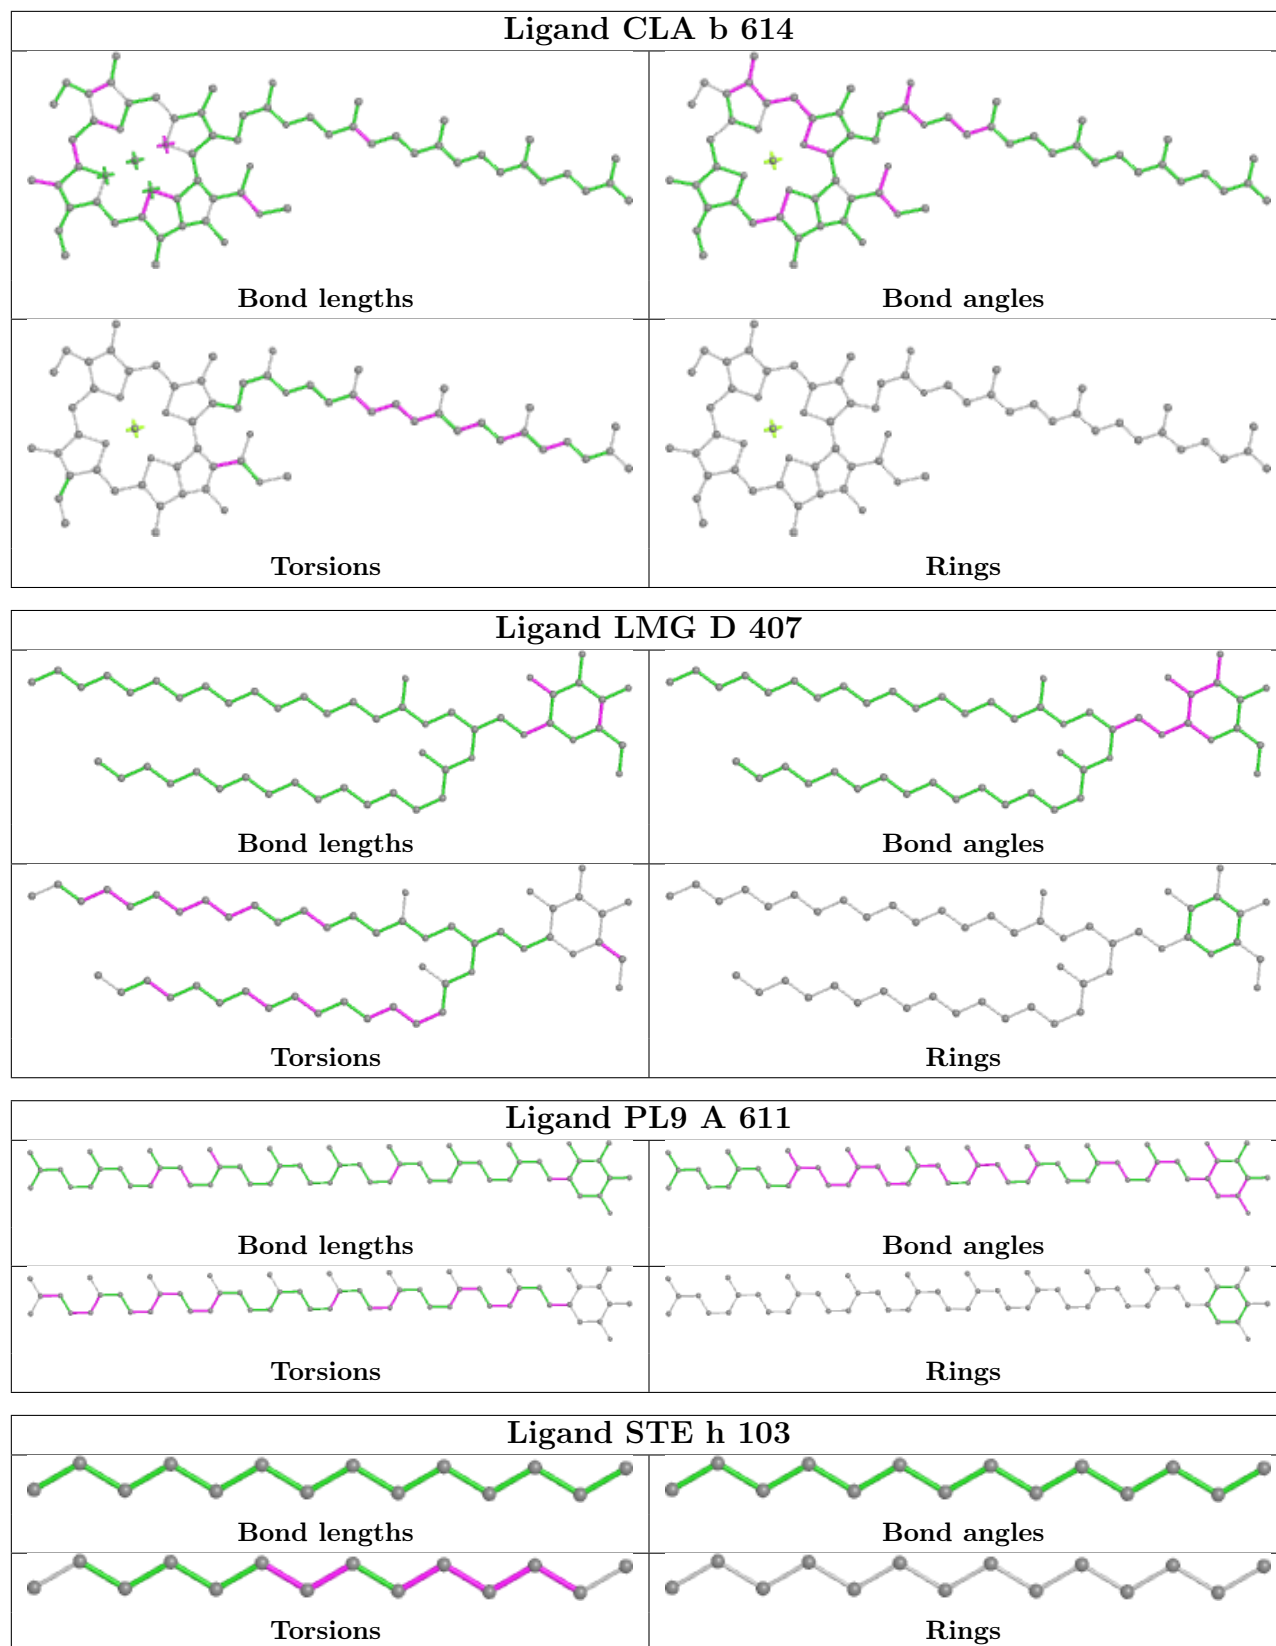 Ligand CLA b 614
Bond lengths
Bond angles
Torsions
Rings
Ligand LMG D 407
Bond lengths
Bond angles
Torsions
Rings
Ligand PL9 A 611
Bond lengths
Bond angles
Torsions
Rings
Ligand STE h 103
Bond lengths
Bond angles
Torsions
Rings